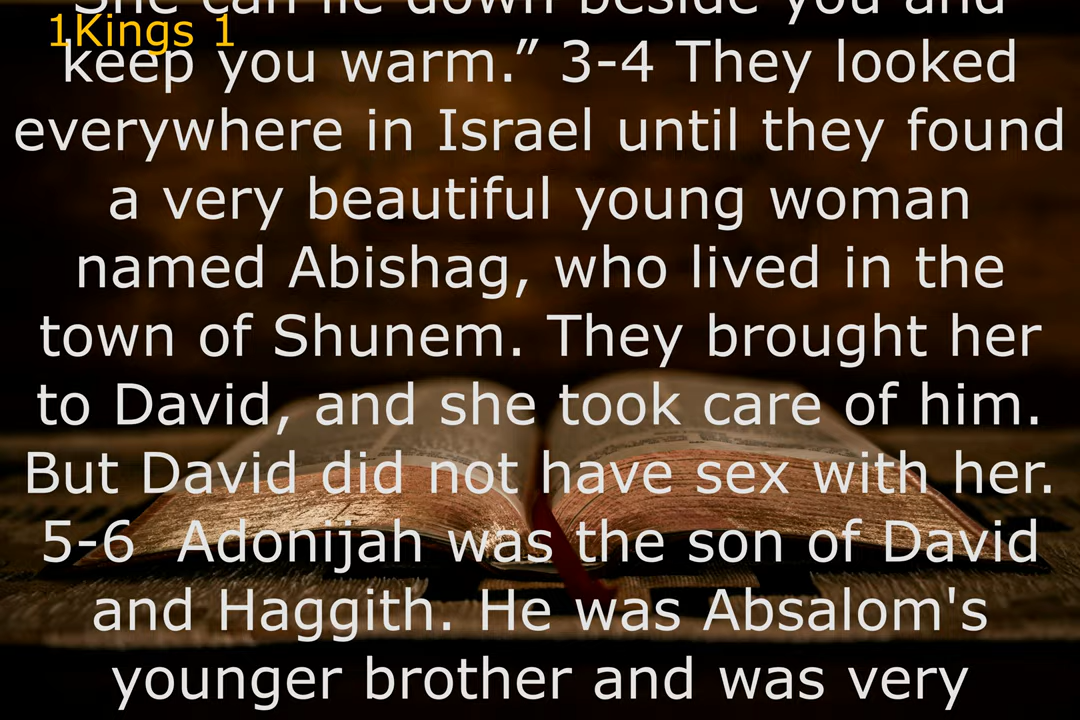 She can lie down beside you and
1Kings 1
keep you warm.” 3-4 They looked
everywhere in Israel until they found
a very beautiful young woman
named Abishag, who lived in the
town of Shunem. They brought her
to David, and she took care of him.
But David did not have sex with her.
5-6  Adonijah was the son of David
and Haggith. He was Absalom's
younger brother and was very